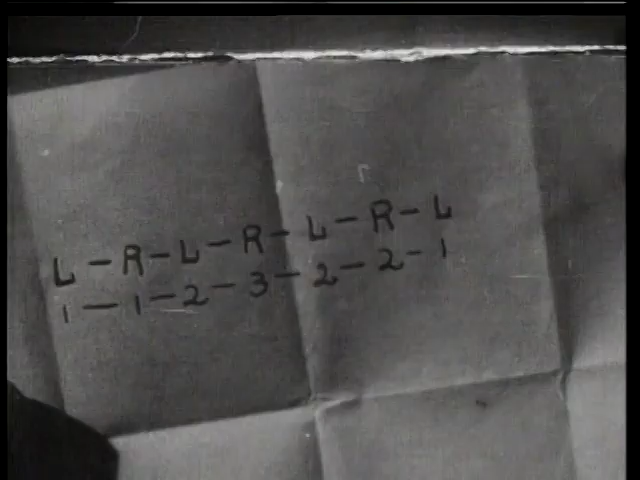 L - R - L - R - L - R - L
1 - 1 - 2 - 3 - 2 - 2 - 1